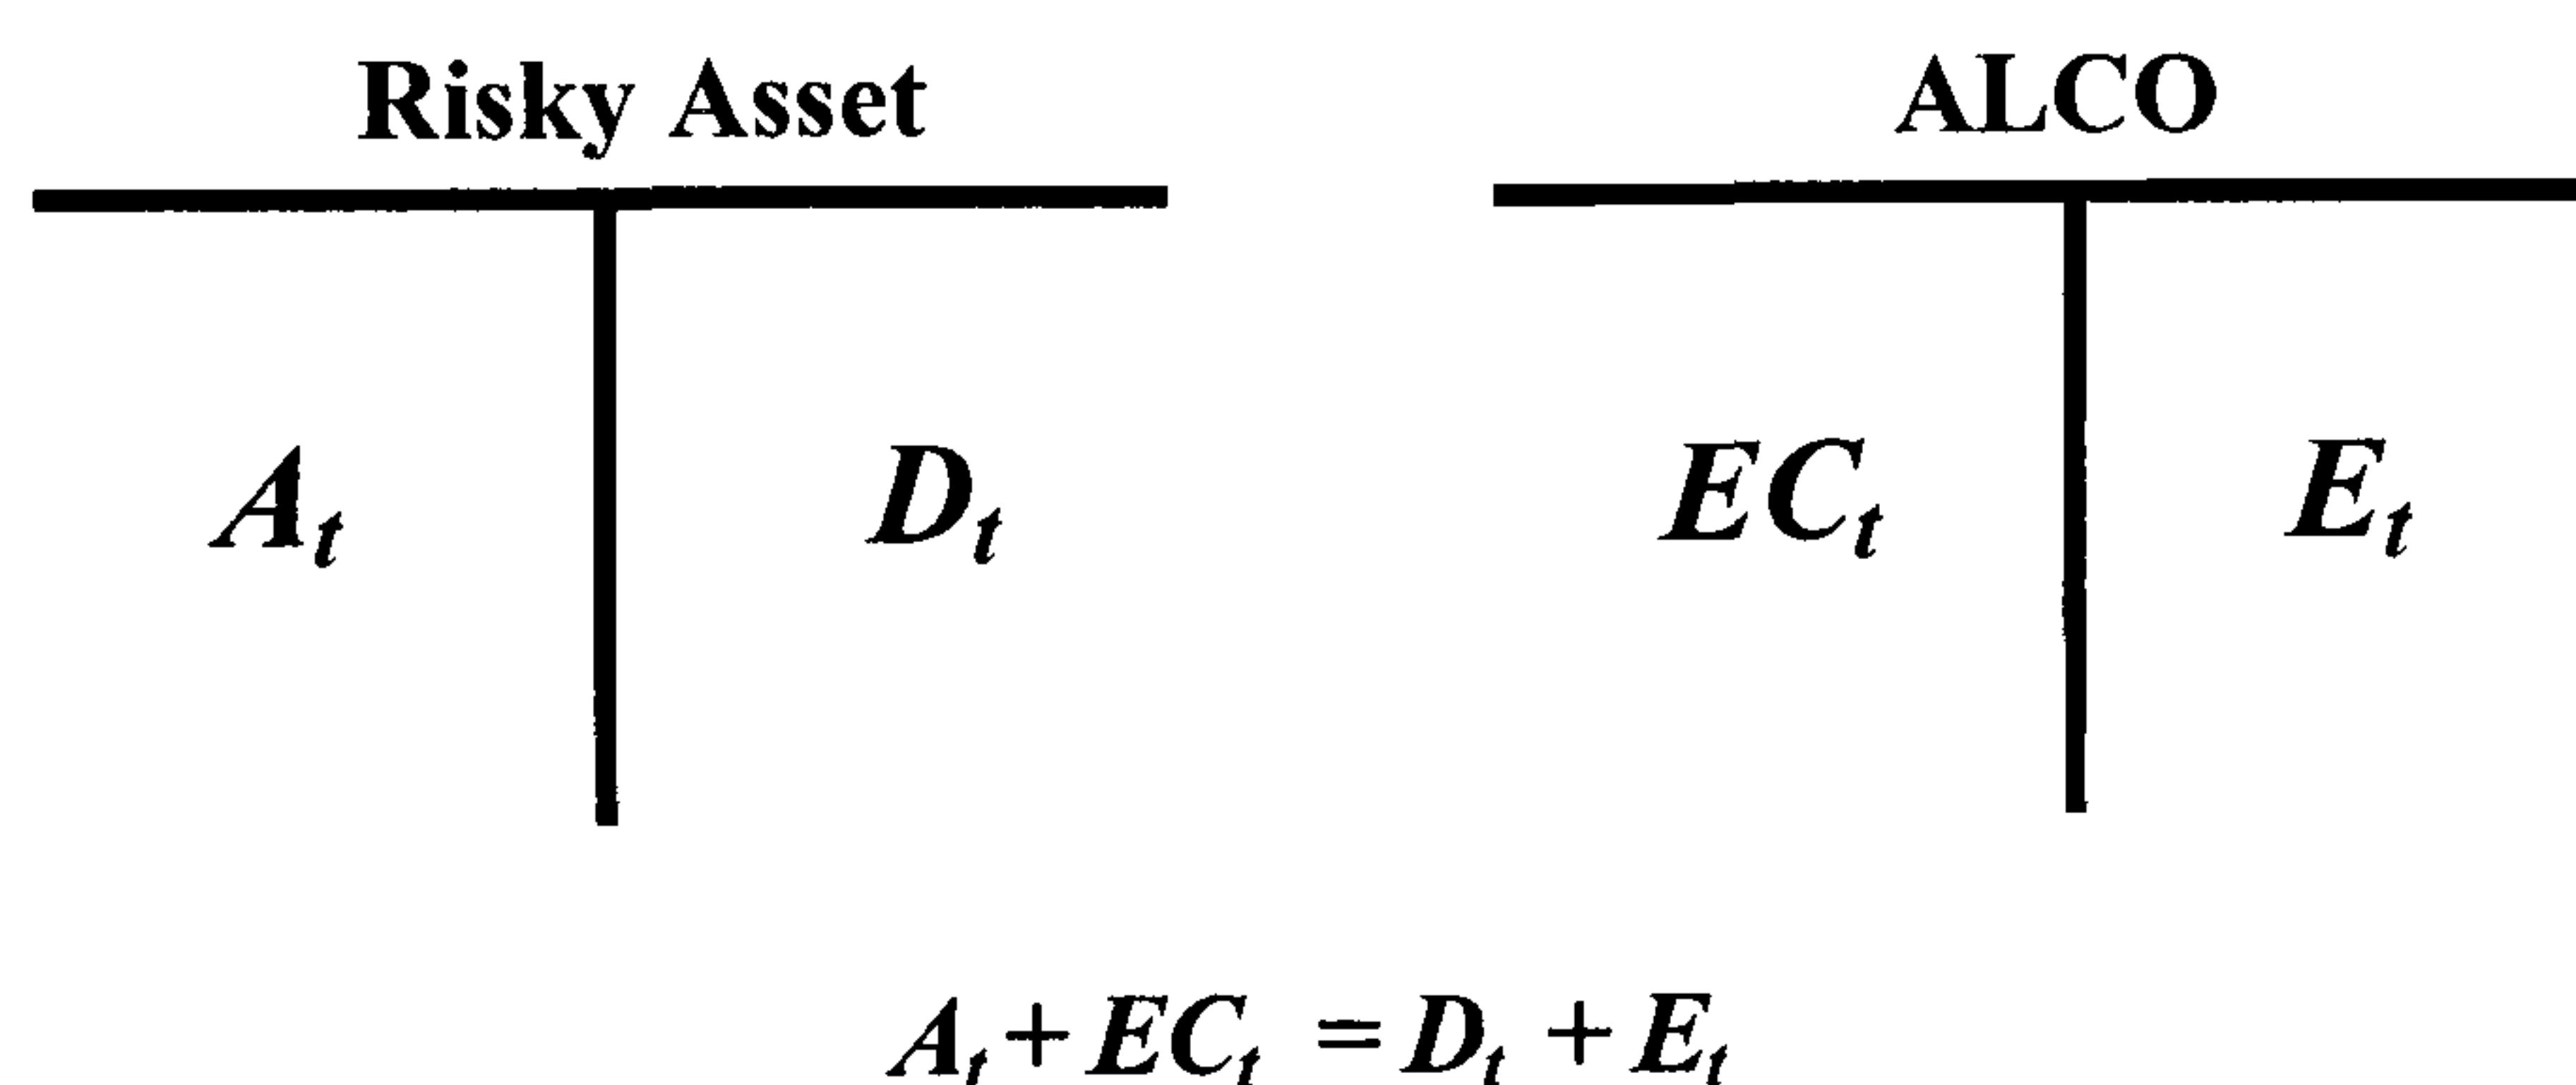 Risky Asset ALCO
A_t D_t EC_t E_t
A_t + EC_t = D_t + E_t